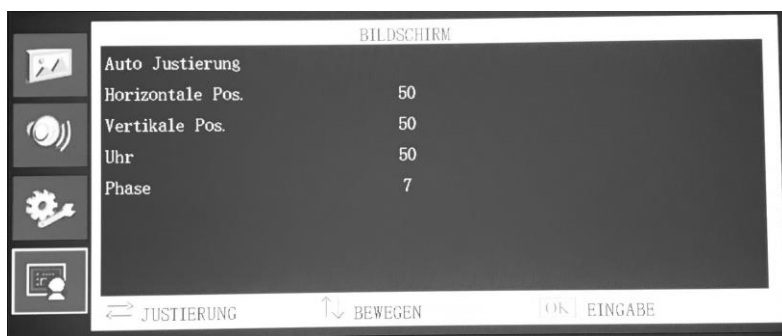 BILDSCHIRM
Auto Justierung
Horizontale Pos. 50
Vertikale Pos. 50
Uhr 50
Phase 7
JUSTIERUNG BEWEGEN OK EINGABE